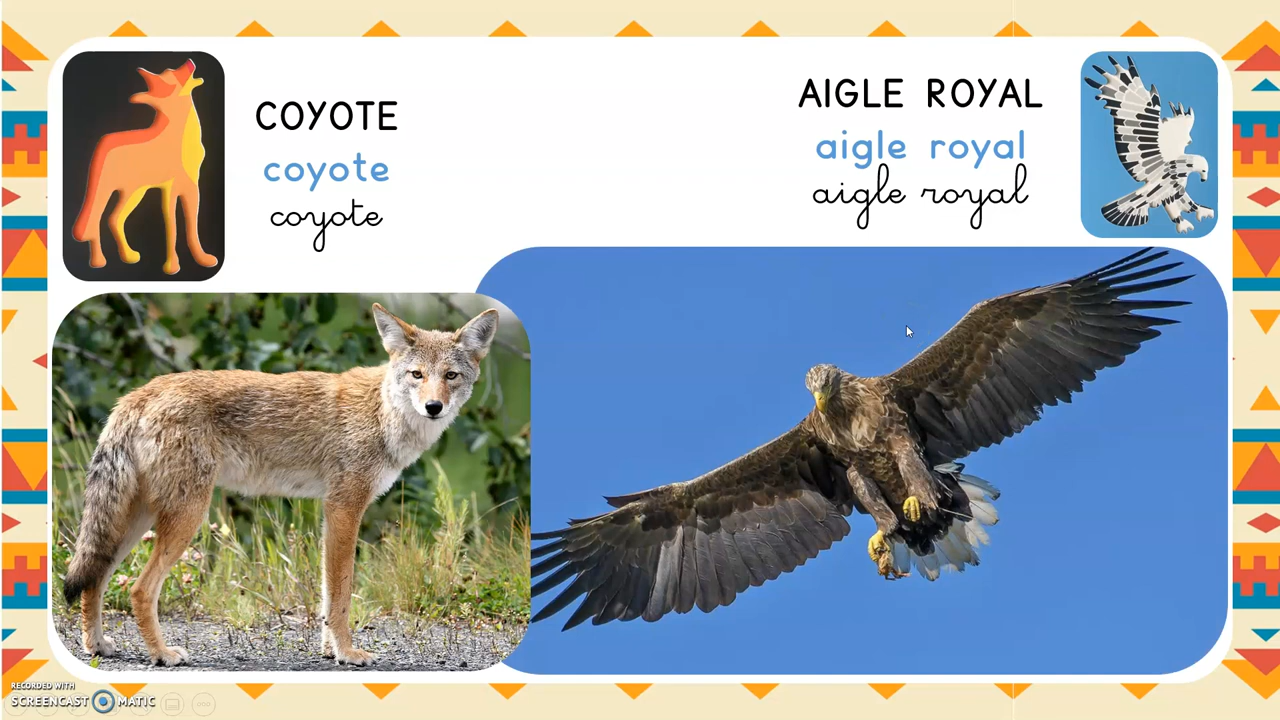 COYOTE
coyote
coyote
AIGLE ROYAL
aigle royal
aigle royal
RECORDED WITH
SCREENCAST MATIC